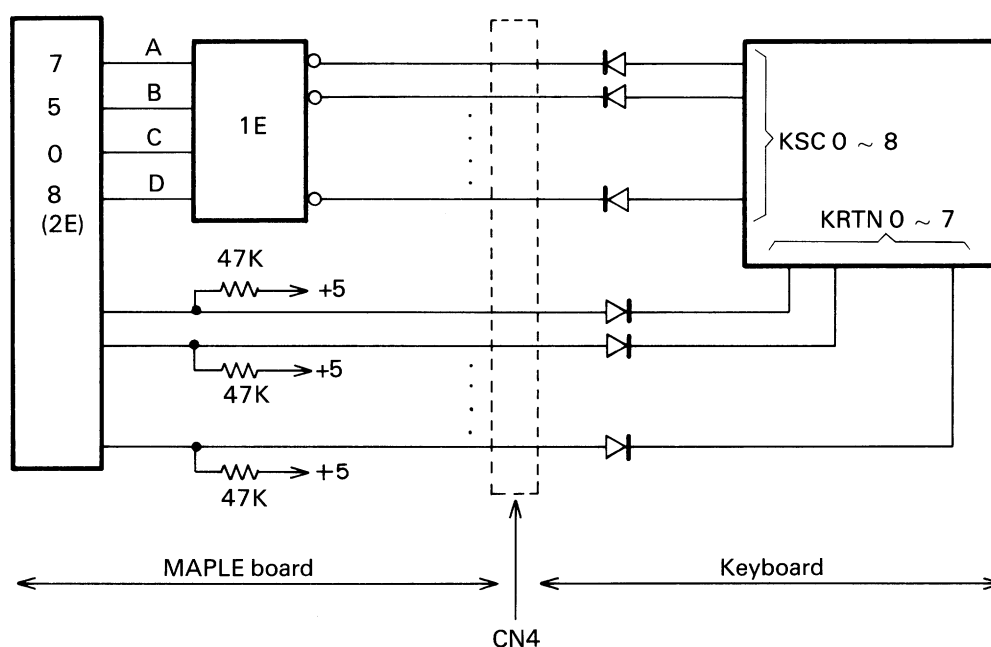 7
5
0
8
(2E)
A
B
C
D
1E
KSC 0 ~ 8
KRTN 0 ~ 7
47K
+5
47K
+5
47K
+5
MAPLE board
Keyboard
CN4